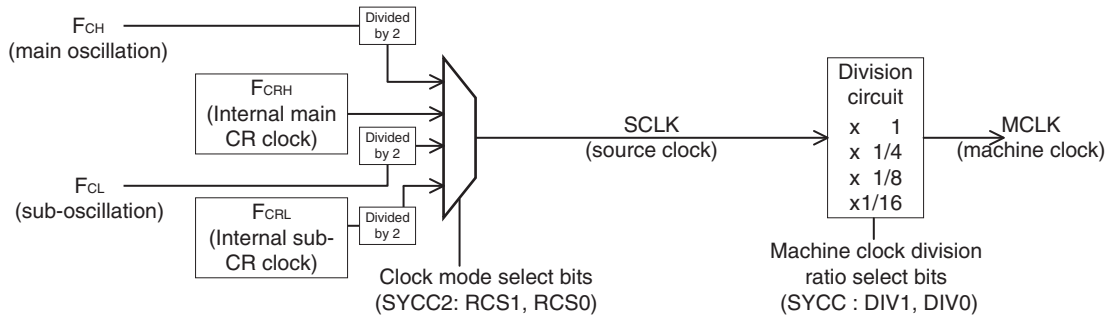 FCH
(main oscillation)
Divided
by 2
FCRH
(Internal main
CR clock)
Divided
by 2
FCL
(sub-oscillation)
FCRL
(Internal sub-
CR clock)
Divided
by 2
Clock mode select bits
(SYCC2: RCS1, RCS0)
SCLK
(source clock)
Division
circuit
x 1
x 1/4
x 1/8
x1/16
MCLK
(machine clock)
Machine clock division
ratio select bits
(SYCC : DIV1, DIV0)